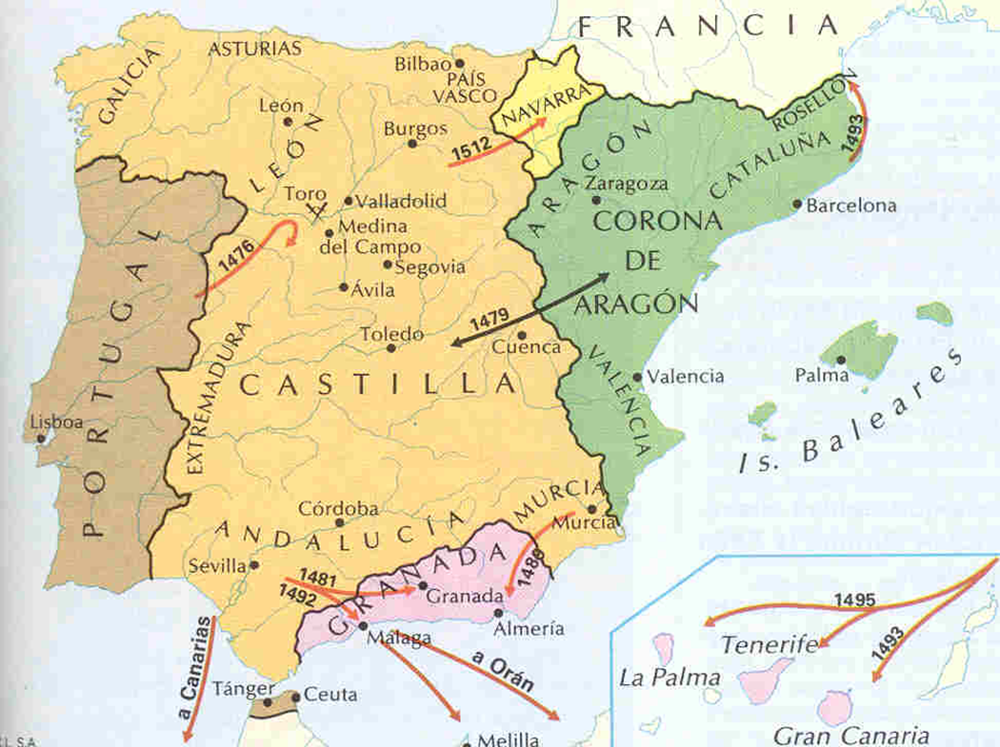 FRANCIA
GALICIA
ASTURIAS
Bilbao
PAÍS
VASCO
NAVARRA
León
LEÓN
Burgos
1512
ARAGÓN
ROSELLÓN
CATALUÑA
1493
Toro
Valladolid
Zaragoza
Barcelona
Medina
del Campo
CORONA
DE
ARAGÓN
1476
Segovia
Ávila
PORTUGAL
1479
Toledo
Cuenca
EXTREMADURA
CASTILLA
VALENCIA
Valencia
Palma
Is. Baleares
Lisboa
Córdoba
ANDALUCÍA
MURCIA
Murcia
Sevilla
1481
1492
GRANADA
Granada
1488
Málaga
Almería
a Canarias
a Orán
Tánger
Ceuta
Melilla
1495
Tenerife
1493
La Palma
Gran Canaria
CL S.A.